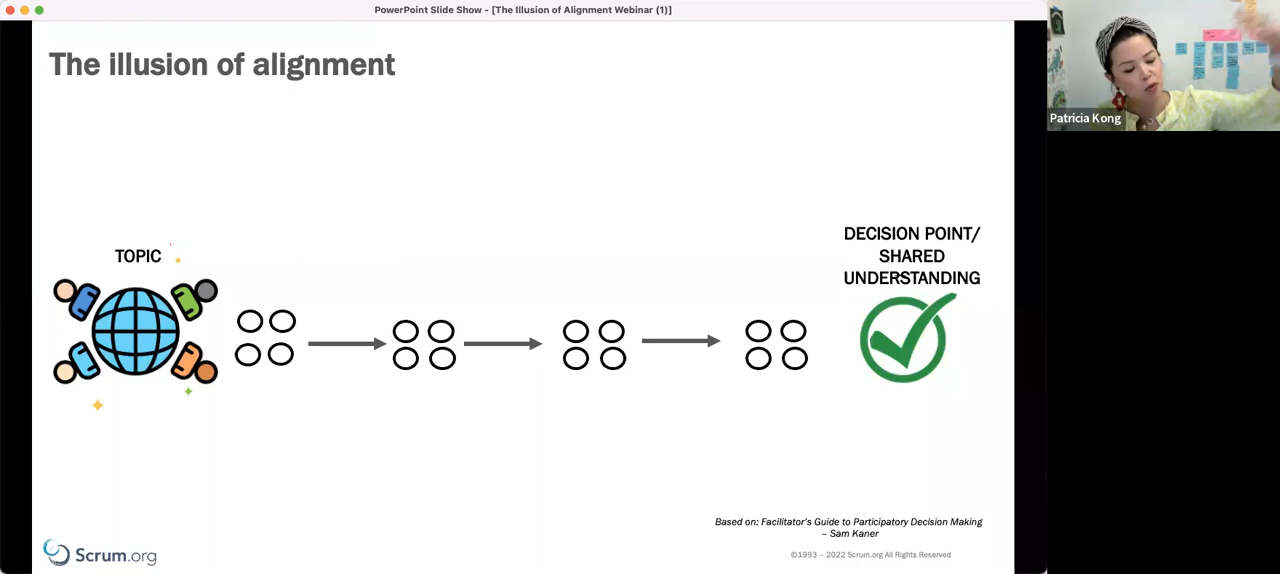 PowerPoint Slide Show - [The Illusion of Alignment Webinar (1)]
The illusion of alignment
Patricia Kong
TOPIC
DECISION POINT/
SHARED
UNDERSTANDING
Based on: Facilitator's Guide to Participatory Decision Making
– Sam Kaner
Scrum.org
©1993 – 2022 Scrum.org All Rights Reserved